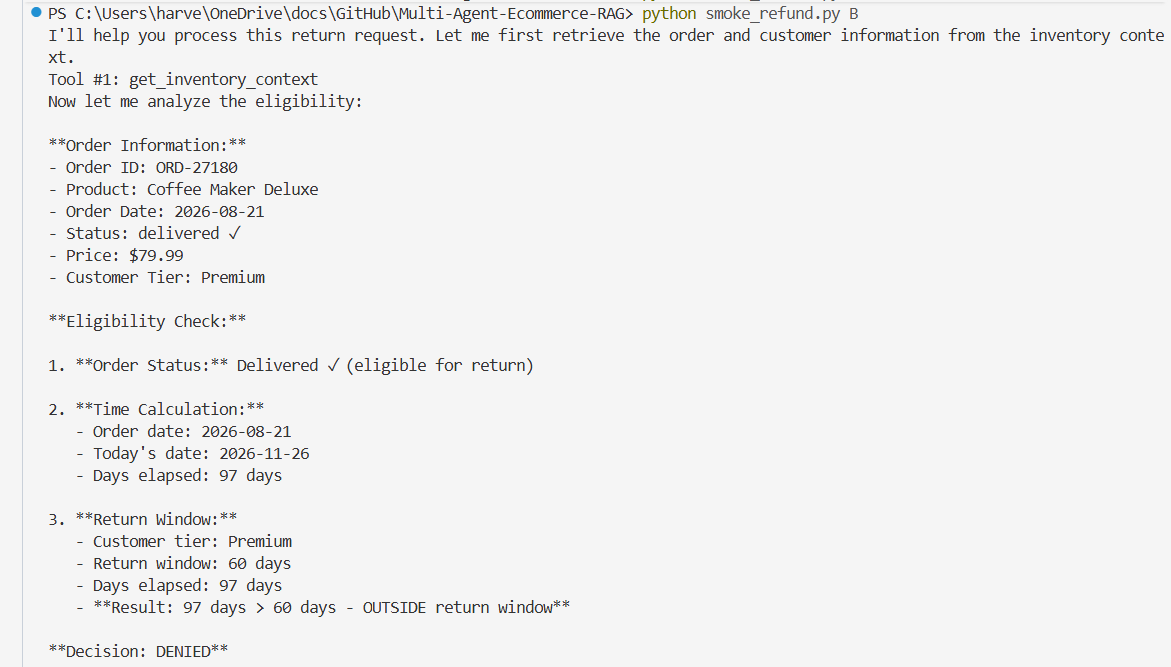 PS C:\Users\harve\OneDrive\docs\GitHub\Multi-Agent-Ecommerce-RAG> python smoke_refund.py B
I'll help you process this return request. Let me first retrieve the order and customer information from the inventory conte
xt.
Tool #1: get_inventory_context
Now let me analyze the eligibility:

**Order Information:**
- Order ID: ORD-27180
- Product: Coffee Maker Deluxe
- Order Date: 2026-08-21
- Status: delivered ✓
- Price: $79.99
- Customer Tier: Premium

**Eligibility Check:**

1. **Order Status:** Delivered ✓ (eligible for return)

2. **Time Calculation:**
   - Order date: 2026-08-21
   - Today's date: 2026-11-26
   - Days elapsed: 97 days

3. **Return Window:**
   - Customer tier: Premium
   - Return window: 60 days
   - Days elapsed: 97 days
   - **Result: 97 days > 60 days - OUTSIDE return window**

**Decision: DENIED**